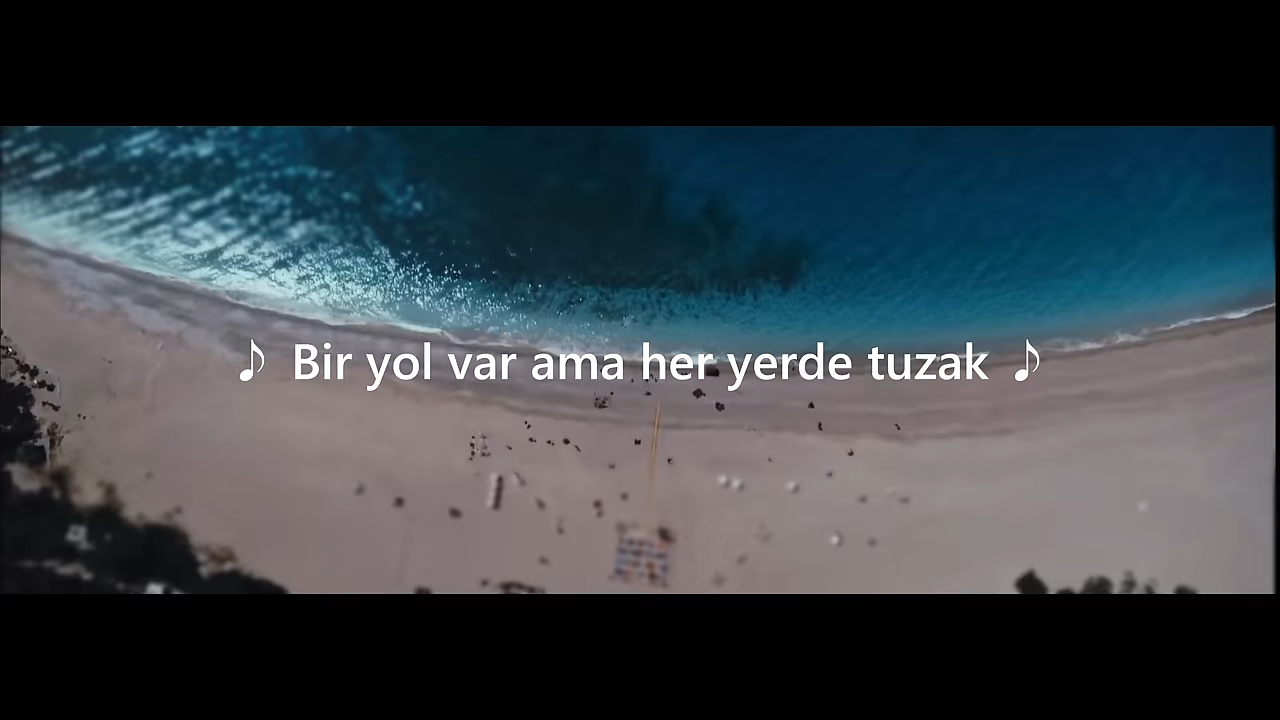 ♪ Bir yol var ama her yerde tuzak ♪